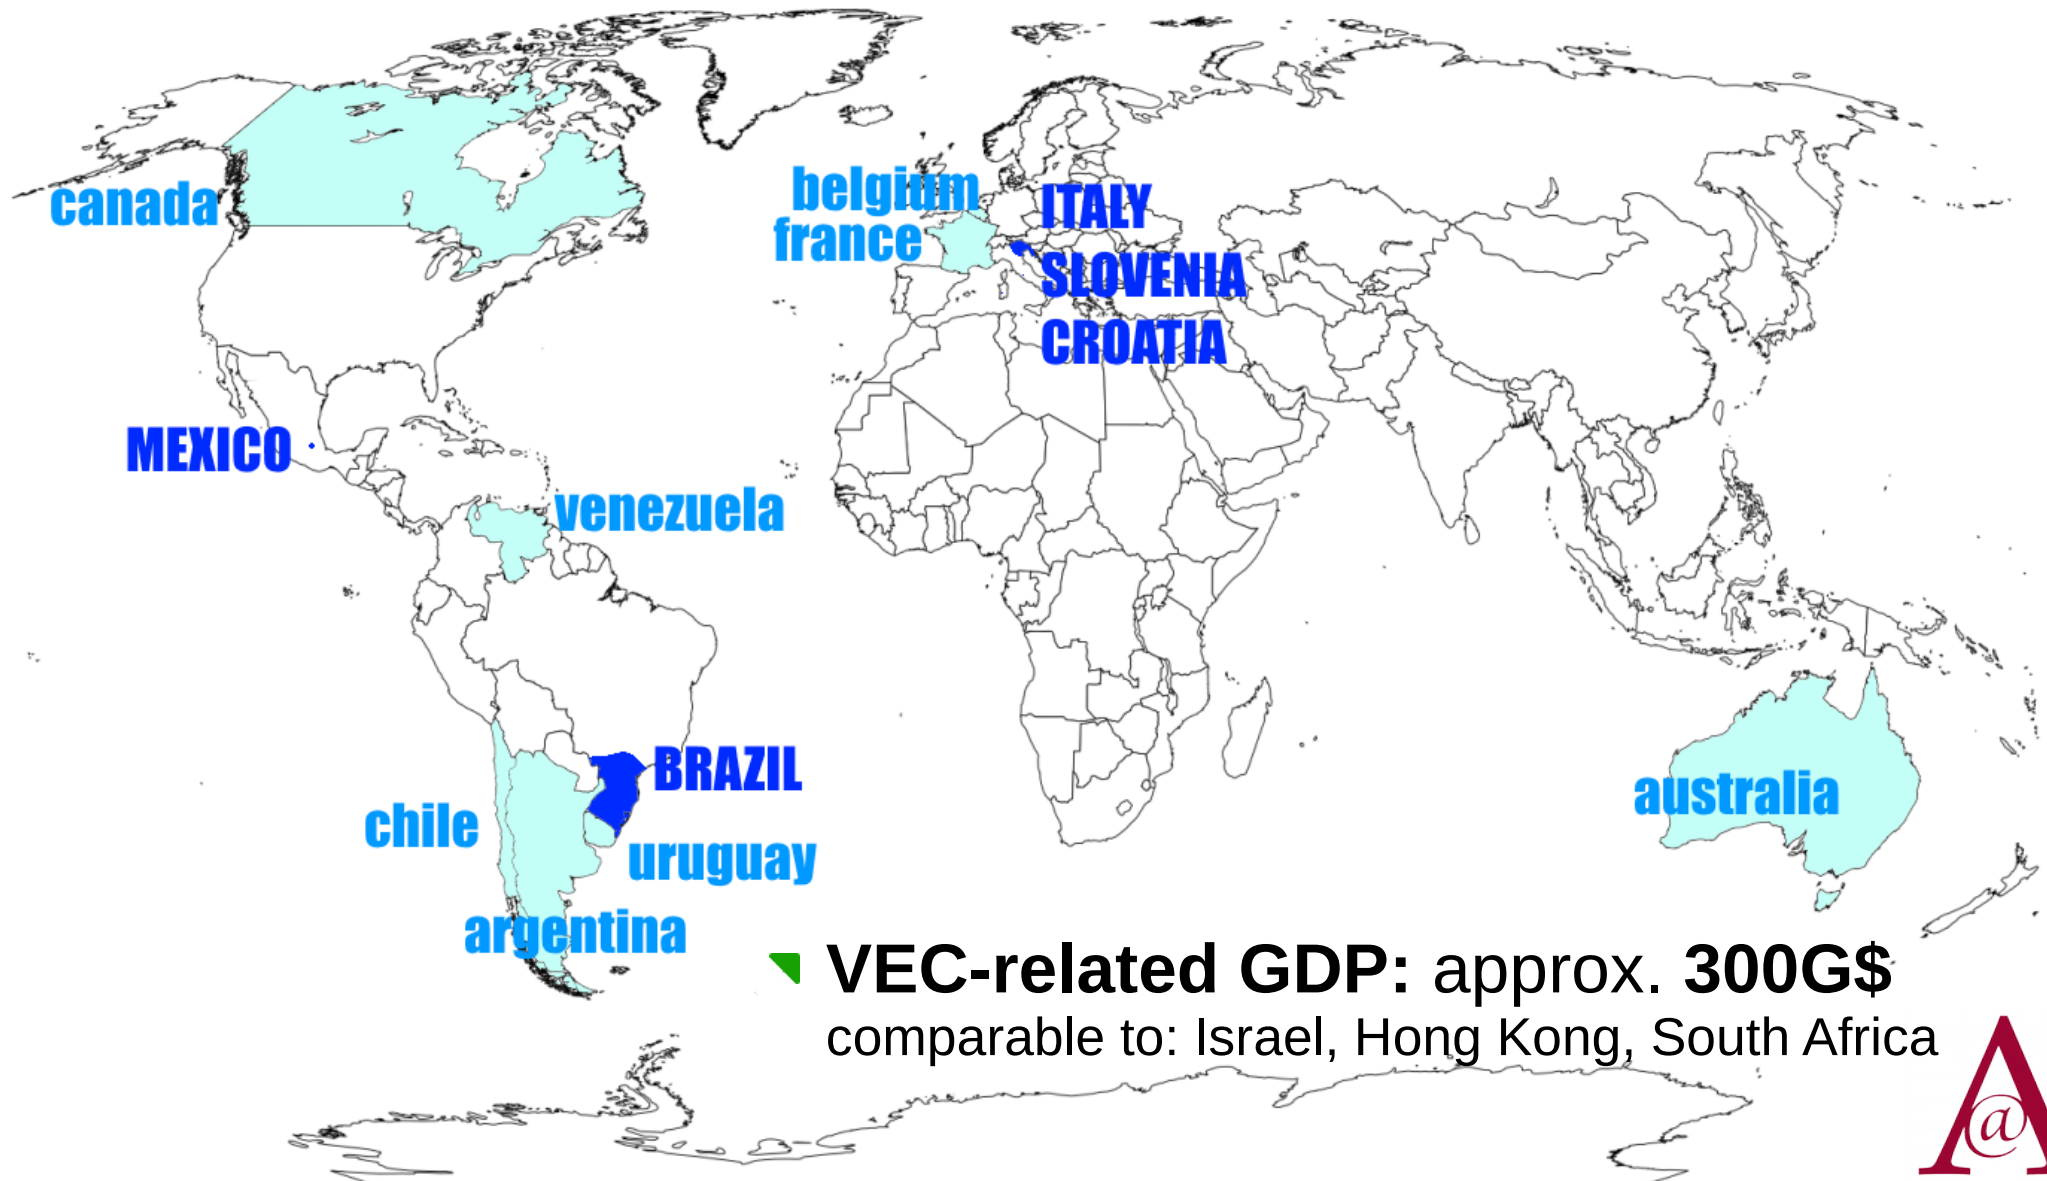 canada
belgium
france
ITALY
SLOVENIA
CROATIA
MEXICO
venezuela
BRAZIL
chile
uruguay
argentina
australia
VEC-related GDP: approx. 300G$
comparable to: Israel, Hong Kong, South Africa
A
@